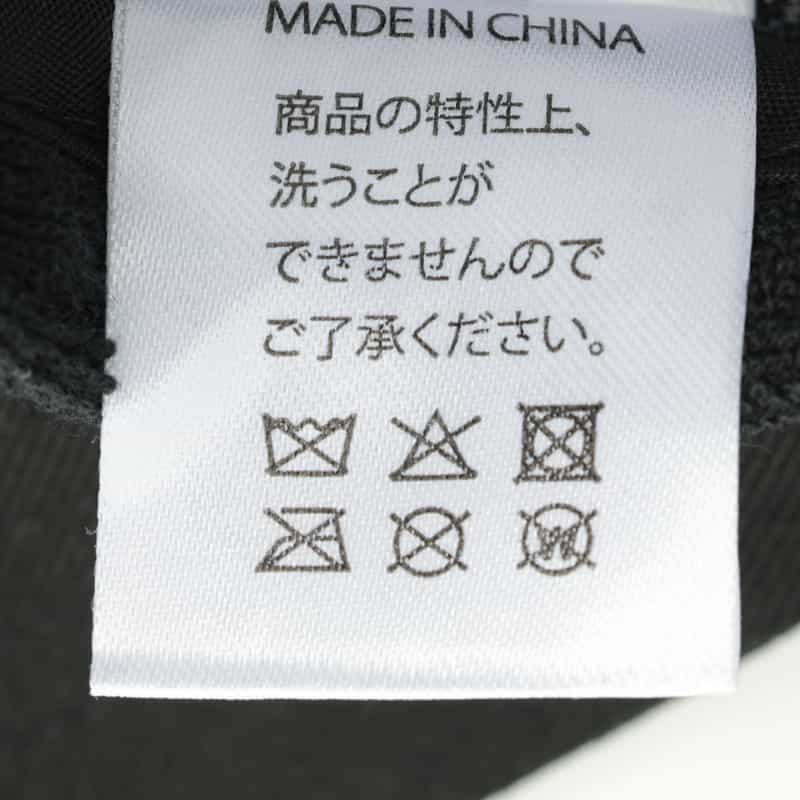 MADE IN CHINA
商品の特性上、
洗うことが
できませんので
ご了承ください。
W